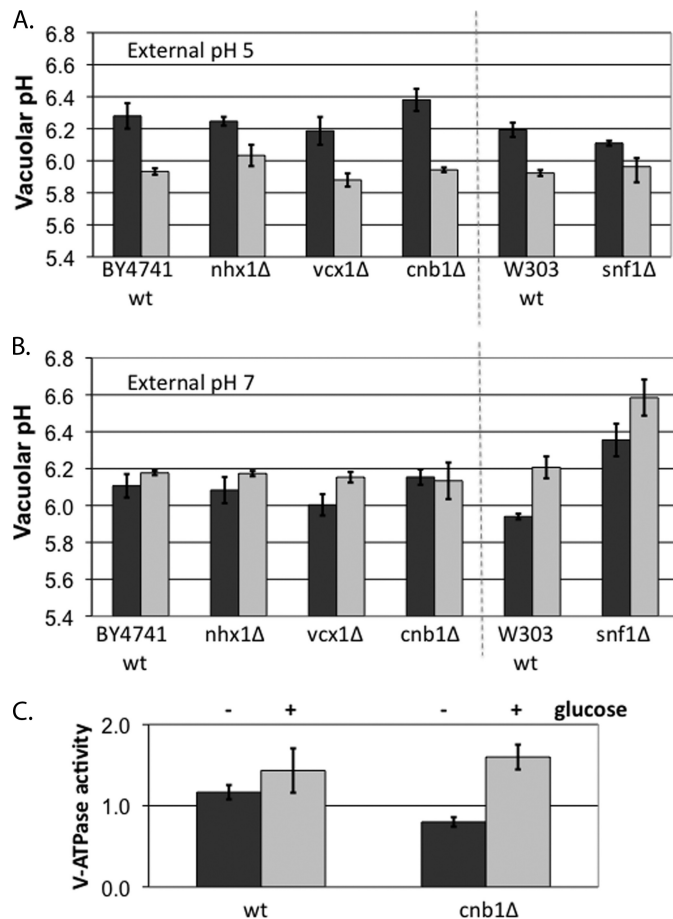 A.
6.8
6.6
6.4
6.2
6.0
5.8
5.6
5.4
Vacuolar pH
External pH 5
BY4741 nhx1Δ vcx1Δ cnb1Δ W303 snf1Δ
wt wt
B.
6.8
6.6
6.4
6.2
6.0
5.8
5.6
5.4
Vacuolar pH
External pH 7
BY4741 nhx1Δ vcx1Δ cnb1Δ W303 snf1Δ
wt wt
C.
- + - + glucose
2.0
1.0
0.0
V-ATPase activity
wt cnb1Δ